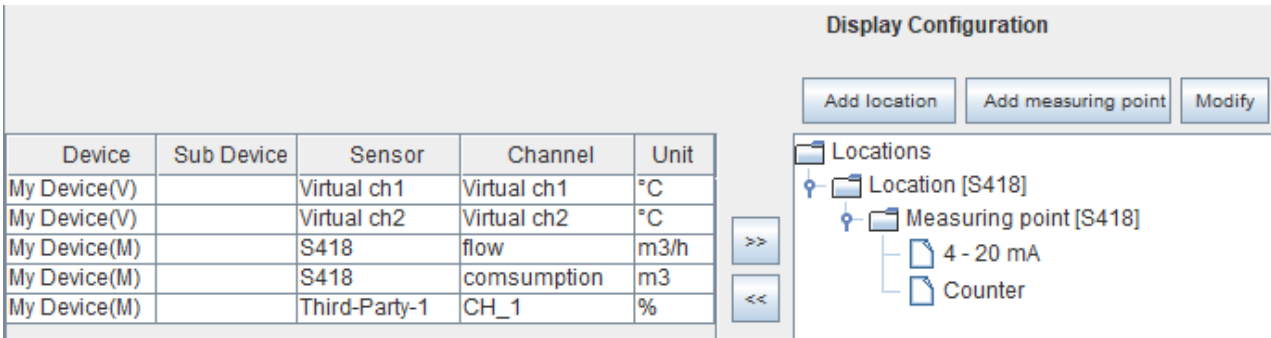 Display Configuration
Add location Add measuring point Modify
Device Sub Device Sensor Channel Unit
My Device(V) Virtual ch1 Virtual ch1 °C
My Device(V) Virtual ch2 Virtual ch2 °C
My Device(M) S418 flow m3/h
My Device(M) S418 comsumption m3
My Device(M) Third-Party-1 CH_1 %
>>
<<
Locations
Location [S418]
Measuring point [S418]
4 - 20 mA
Counter